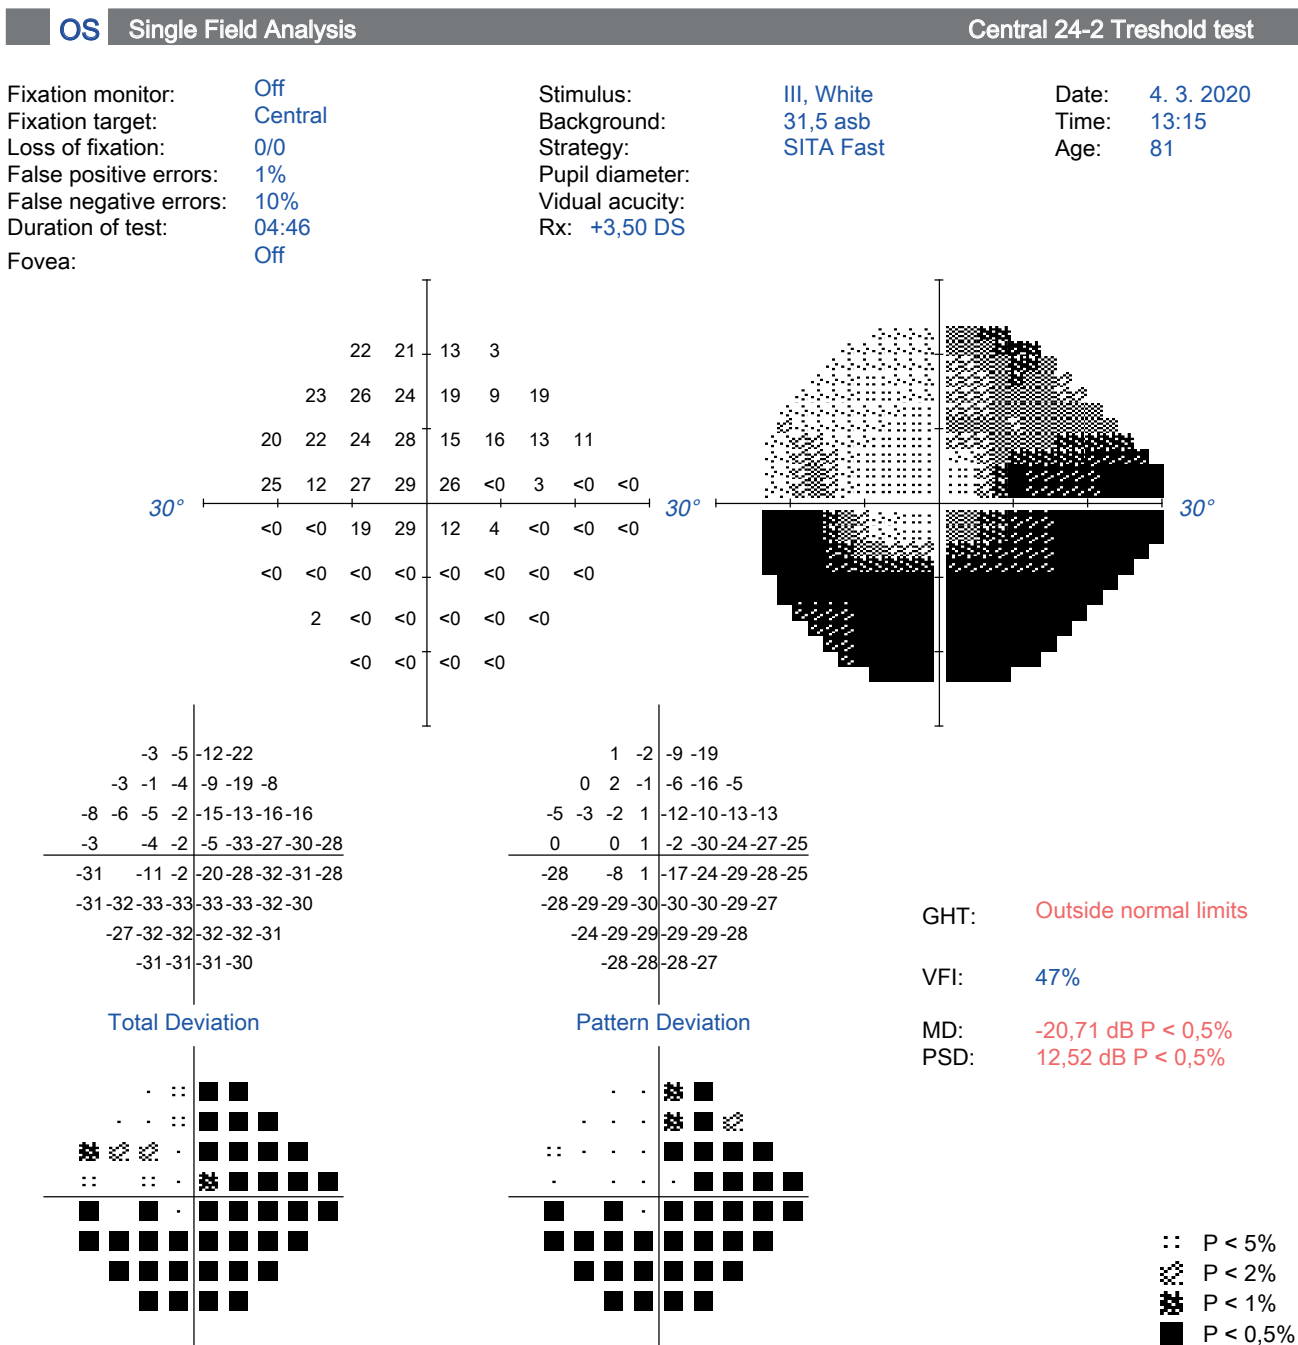 OS Single Field Analysis Central 24-2 Treshold test
Fixation monitor: Off Stimulus: III, White Date: 4. 3. 2020
Fixation target: Central Background: 31,5 asb Time: 13:15
Loss of fixation: 0/0 Strategy: SITA Fast Age: 81
False positive errors: 1% Pupil diameter:
False negative errors: 10% Vidual acucity:
Duration of test: 04:46 Rx: +3,50 DS
Fovea: Off
22 21 13 3
23 26 24 19 9 19
20 22 24 28 15 16 13 11
25 12 27 29 26 <0 3 <0 <0
30° 30° 30°
<0 <0 19 29 12 4 <0 <0 <0
<0 <0 <0 <0 <0 <0 <0 <0
2 <0 <0 <0 <0 <0
<0 <0 <0 <0
-3 -5 -12 -22 1 -2 -9 -19
-3 -1 -4 -9 -19 -8 0 2 -1 -6 -16 -5
-8 -6 -5 -2 -15 -13 -16 -16 -5 -3 -2 1 -12 -10 -13 -13
-3 -4 -2 -5 -33 -27 -30 -28 0 0 1 -2 -30 -24 -27 -25
-31 -11 -2 -20 -28 -32 -31 -28 -28 -8 1 -17 -24 -29 -28 -25
-31 -32 -33 -33 -33 -33 -32 -30 -28 -29 -29 -30 -30 -30 -29 -27
-27 -32 -32 -32 -32 -31 -24 -29 -29 -29 -29 -28
-31 -31 -31 -30 -28 -28 -28 -27
GHT: Outside normal limits
VFI: 47%
Total Deviation Pattern Deviation
MD: -20,71 dB P < 0,5%
PSD: 12,52 dB P < 0,5%
P < 5%
P < 2%
P < 1%
P < 0,5%